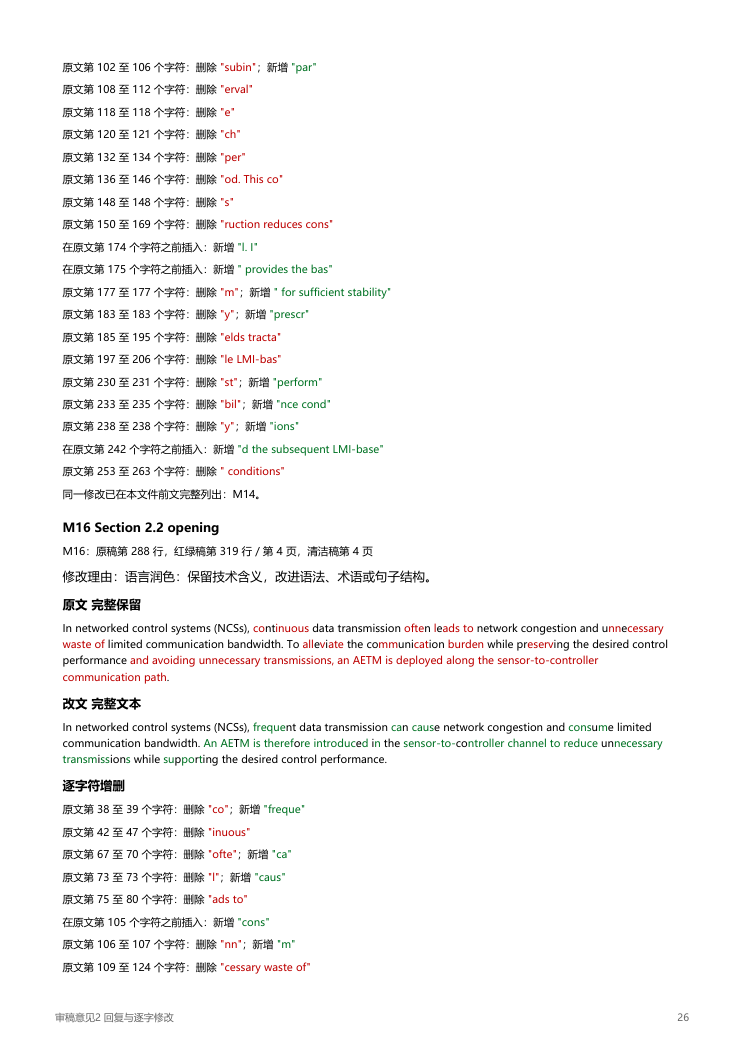 原文第 102 至 106 个字符：删除 "subin"；新增 "par"
原文第 108 至 112 个字符：删除 "erval"
原文第 118 至 118 个字符：删除 "e"
原文第 120 至 121 个字符：删除 "ch"
原文第 132 至 134 个字符：删除 "per"
原文第 136 至 146 个字符：删除 "od. This co"
原文第 148 至 148 个字符：删除 "s"
原文第 150 至 169 个字符：删除 "ruction reduces cons"
在原文第 174 个字符之前插入：新增 "l. I"
在原文第 175 个字符之前插入：新增 " provides the bas"
原文第 177 至 177 个字符：删除 "m"；新增 " for sufficient stability"
原文第 183 至 183 个字符：删除 "y"；新增 "prescr"
原文第 185 至 195 个字符：删除 "elds tracta"
原文第 197 至 206 个字符：删除 "le LMI-bas"
原文第 230 至 231 个字符：删除 "st"；新增 "perform"
原文第 233 至 235 个字符：删除 "bil"；新增 "nce cond"
原文第 238 至 238 个字符：删除 "y"；新增 "ions"
在原文第 242 个字符之前插入：新增 "d the subsequent LMI-base"
原文第 253 至 263 个字符：删除 " conditions"
同一修改已在本文件前文完整列出：M14。
M16 Section 2.2 opening
M16：原稿第 288 行，红绿稿第 319 行 / 第 4 页，清洁稿第 4 页
修改理由：语言润色：保留技术含义，改进语法、术语或句子结构。
原文 完整保留
In networked control systems (NCSs), continuous data transmission often leads to network congestion and unnecessary
waste of limited communication bandwidth. To alleviate the communication burden while preserving the desired control
performance and avoiding unnecessary transmissions, an AETM is deployed along the sensor-to-controller
communication path.
改文 完整文本
In networked control systems (NCSs), frequent data transmission can cause network congestion and consume limited
communication bandwidth. An AETM is therefore introduced in the sensor-to-controller channel to reduce unnecessary
transmissions while supporting the desired control performance.
逐字符增删
原文第 38 至 39 个字符：删除 "co"；新增 "freque"
原文第 42 至 47 个字符：删除 "inuous"
原文第 67 至 70 个字符：删除 "ofte"；新增 "ca"
原文第 73 至 73 个字符：删除 "l"；新增 "caus"
原文第 75 至 80 个字符：删除 "ads to"
在原文第 105 个字符之前插入：新增 "cons"
原文第 106 至 107 个字符：删除 "nn"；新增 "m"
原文第 109 至 124 个字符：删除 "cessary waste of"
审稿意见2 回复与逐字修改
26